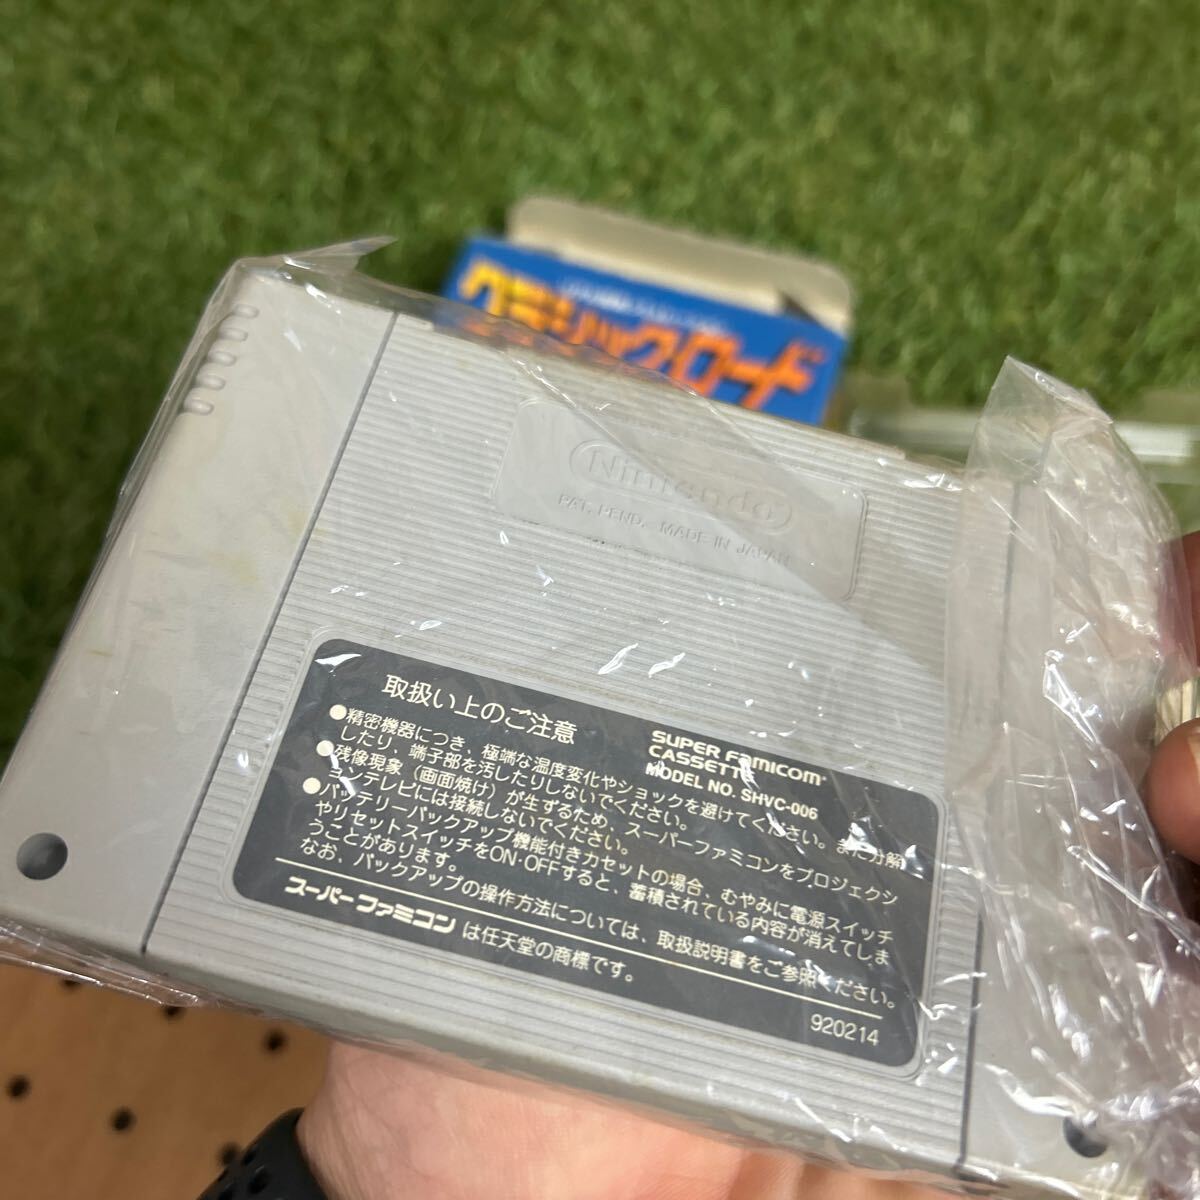 クラシックロード
Nintendo
PAT. PEND. MADE IN JAPAN
取扱い上のご注意
SUPER FAMICOM
CASSETTE
MODEL NO. SHVC-006
●精密機器につき、極端な温度変化やショックを避けてください。また分解
したり、端子部を汚したりしないでください。
●残像現象(画面焼け)が生ずるため、スーパーファミコンをプロジェクシ
ョンテレビには接続しないでください。
●バッテリーバックアップ機能付きカセットの場合、むやみに電源スイッチ
やリセットスイッチをON・OFFすると、蓄積されている内容が消えてしま
うことがあります。
なお、バックアップの操作方法については、取扱説明書をご参照ください。
スーパーファミコンは任天堂の商標です。
920214